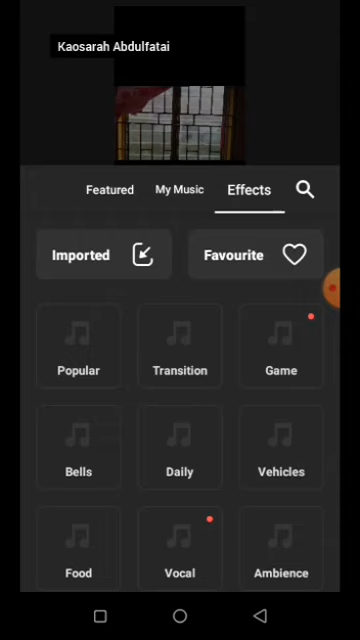 Kaosarah Abdulfatai
Featured My Music Effects
Imported Favourite
Popular Transition Game
Bells Daily Vehicles
Food Vocal Ambience